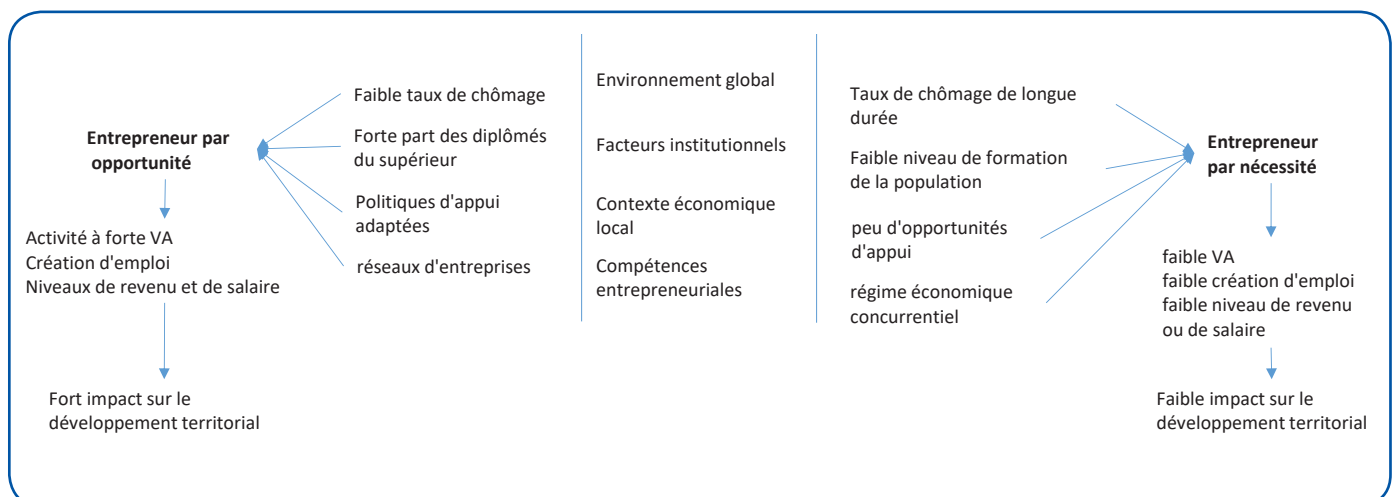 Entrepreneur par
opportunité
Activité à forte VA
Création d'emploi
Niveaux de revenu et de salaire
Fort impact sur le
développement territorial
Faible taux de chômage
Forte part des diplômés
du supérieur
Politiques d'appui
adaptées
réseaux d'entreprises
Environnement global
Facteurs institutionnels
Contexte économique
local
Compétences
entrepreneuriales
Taux de chômage de longue
durée
Faible niveau de formation
de la population
peu d'opportunités
d'appui
régime économique
concurrentiel
Entrepreneur
par nécessité
faible VA
faible création d'emploi
faible niveau de revenu
ou de salaire
Faible impact sur le
développement territorial